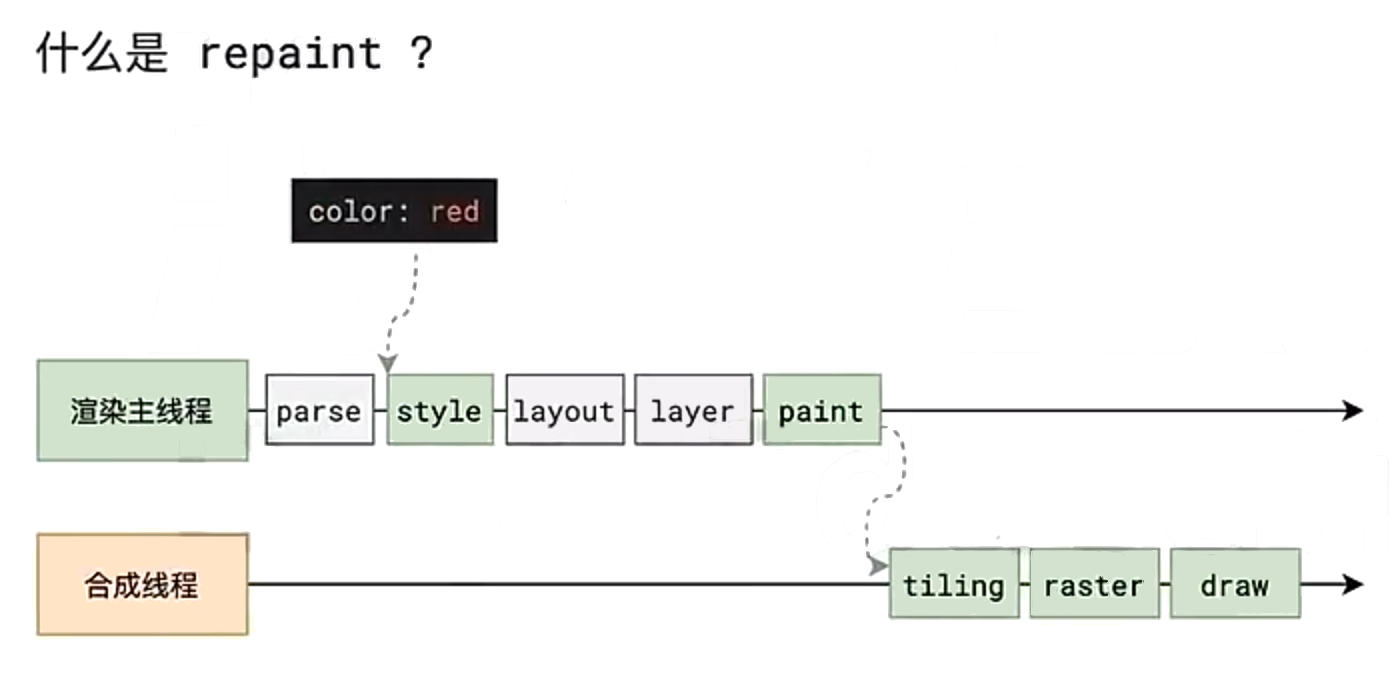 什么是 repaint ?
color: red
渲染主线程
parse
style
layout
layer
paint
合成线程
tiling
raster
draw